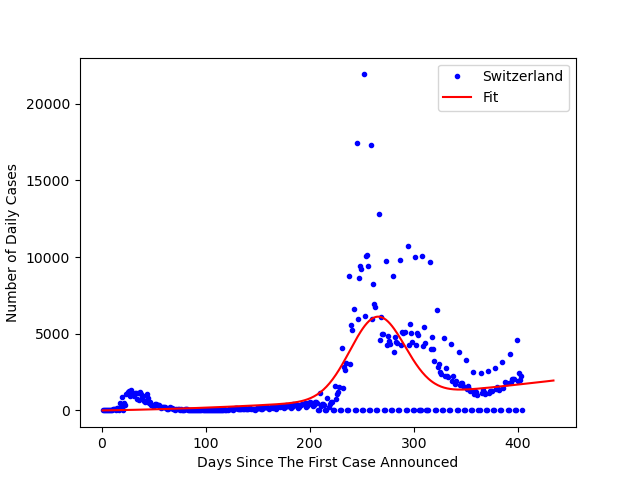 Switzerland
Fit
20000
15000
10000
5000
0
0 100 200 300 400
Number of Daily Cases
Days Since The First Case Announced